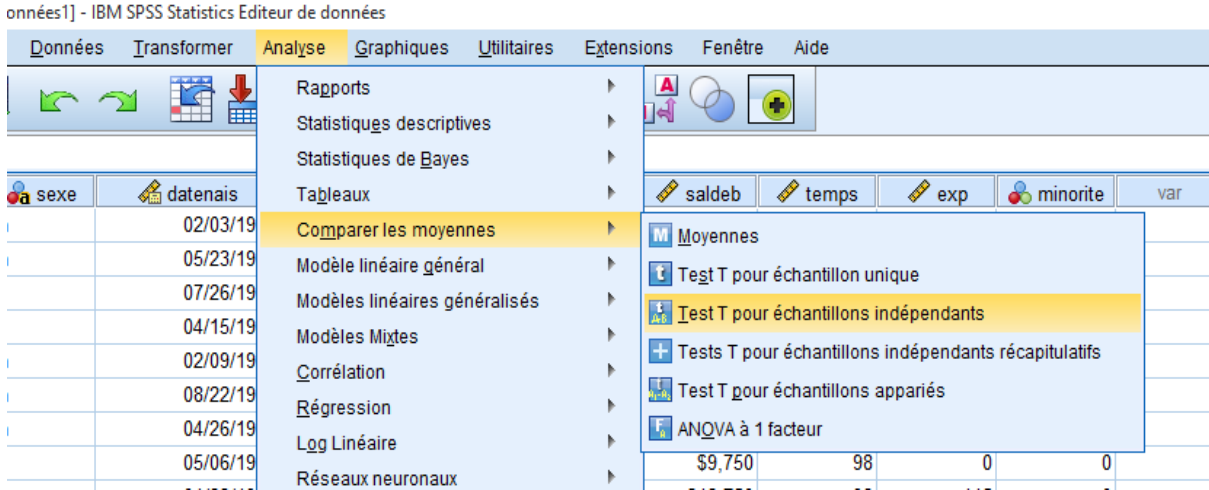 onnées1] - IBM SPSS Statistics Editeur de données
Données Transformer Analyse Graphiques Utilitaires Extensions Fenêtre Aide
Rapports
Statistiques descriptives
Statistiques de Bayes
Tableaux
Comparer les moyennes
Modèle linéaire général
Modèles linéaires généralisés
Modèles Mixtes
Corrélation
Régression
Log Linéaire
Réseaux neuronaux
A
a sexe datenais saldeb temps exp minorite var
02/03/19
05/23/19
07/26/19
04/15/19
02/09/19
08/22/19
04/26/19
05/06/19 $9,750 98 0 0
M Moyennes
t Test T pour échantillon unique
Test T pour échantillons indépendants
Tests T pour échantillons indépendants récapitulatifs
Test T pour échantillons appariés
ANOVA à 1 facteur